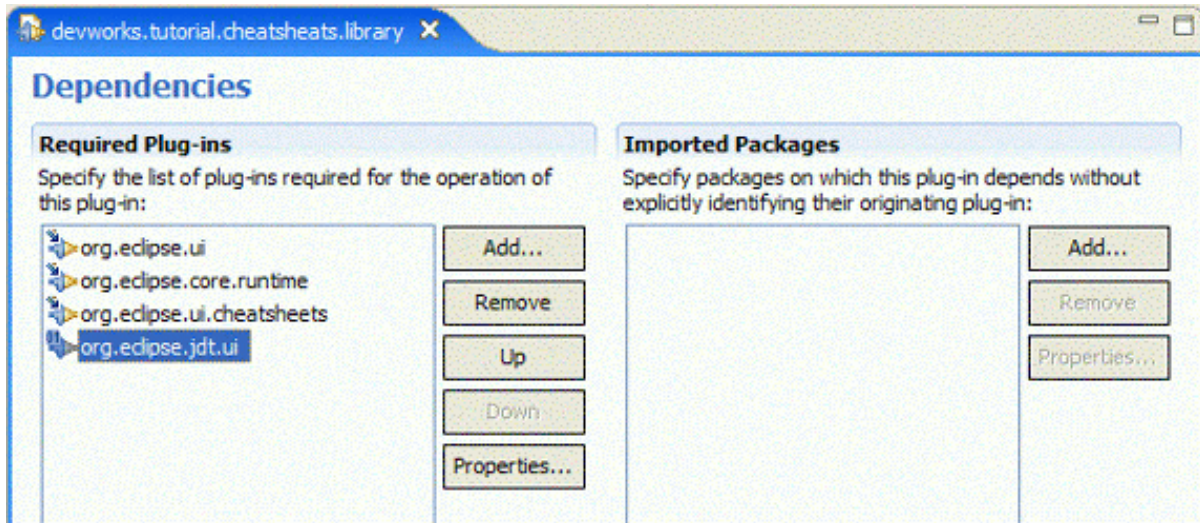 devworks.tutorial.cheatsheets.library
Dependencies
Required Plug-ins
Specify the list of plug-ins required for the operation of
this plug-in:
org.eclipse.ui
org.eclipse.core.runtime
org.eclipse.ui.cheatsheets
org.eclipse.jdt.ui
Add...
Remove
Up
Down
Properties...
Imported Packages
Specify packages on which this plug-in depends without
explicitly identifying their originating plug-in:
Add...
Remove
Properties...